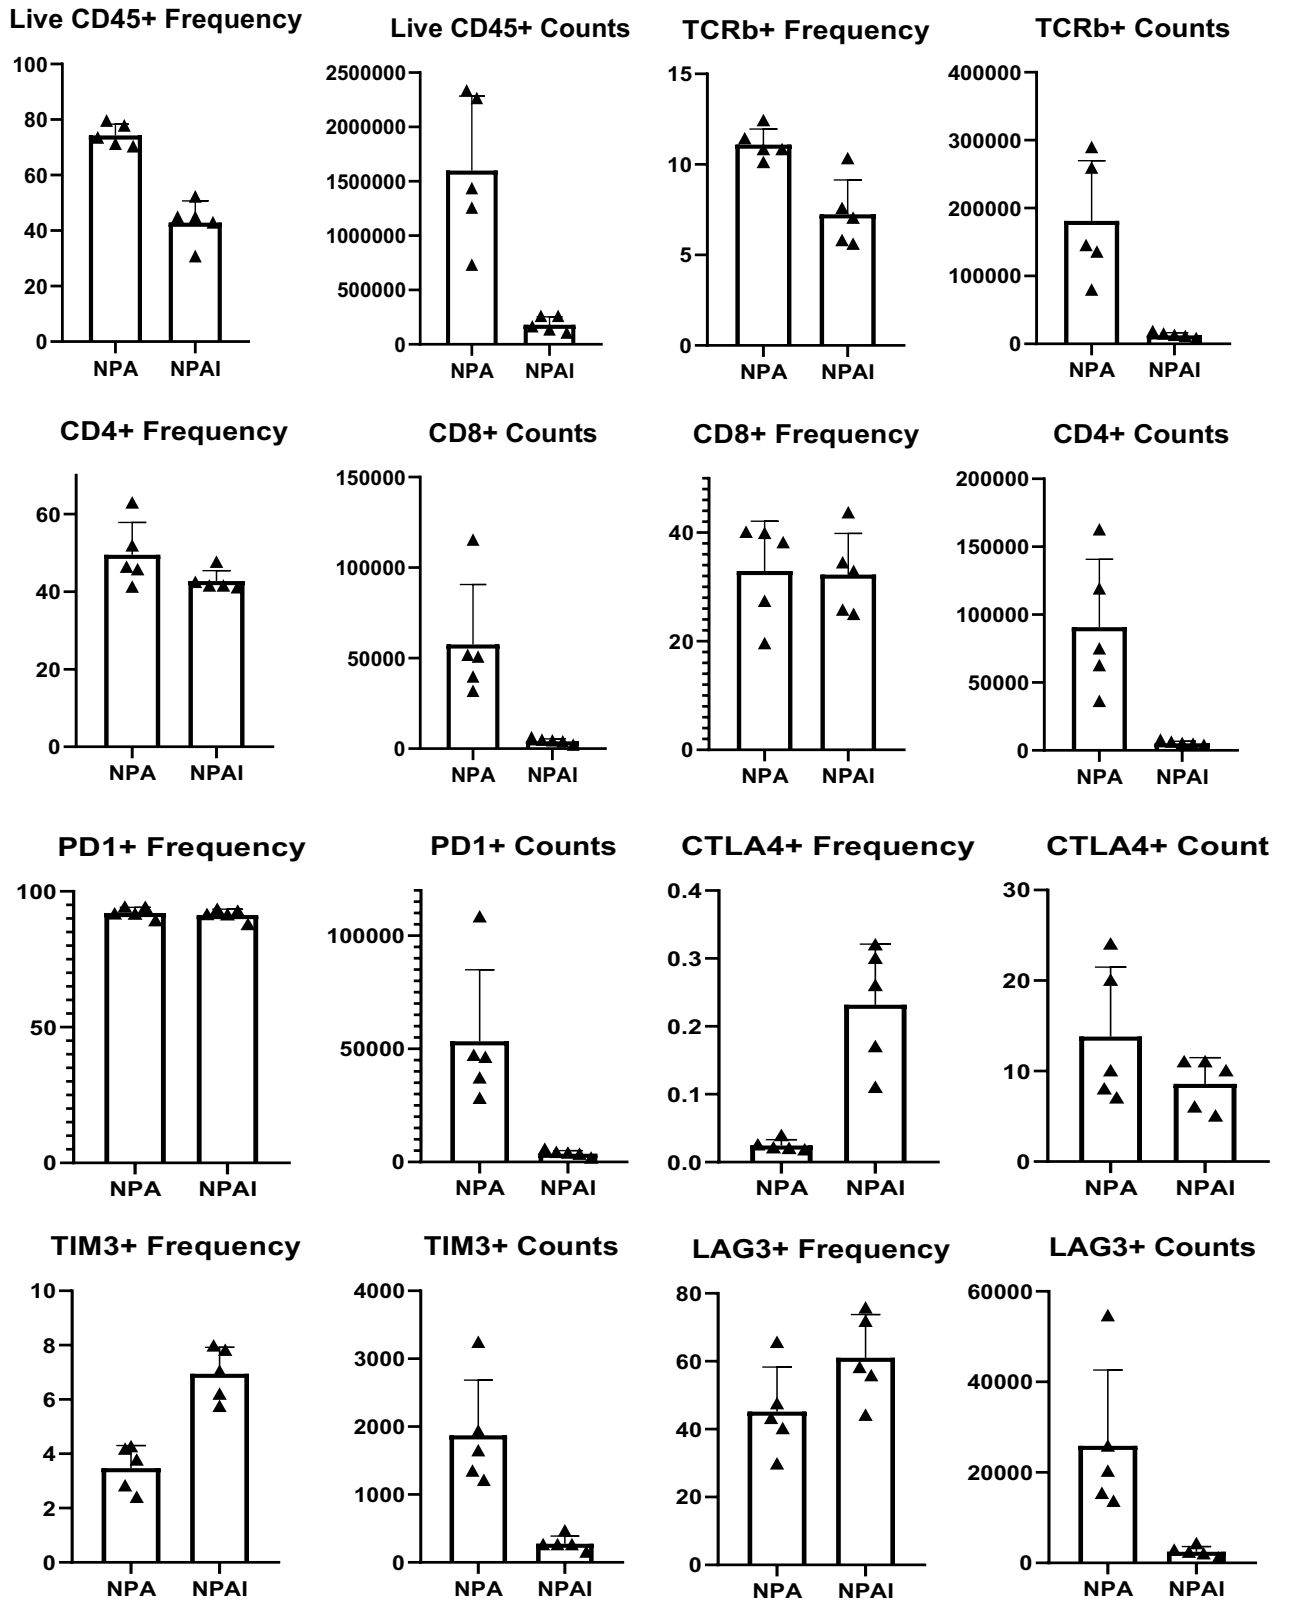 Live CD45+ Frequency
100
80
60
40
20
0
NPA NPAI
Live CD45+ Counts
2500000
2000000
1500000
1000000
500000
0
NPA NPAI
TCRb+ Frequency
15
10
5
0
NPA NPAI
TCRb+ Counts
400000
300000
200000
100000
0
NPA NPAI
CD4+ Frequency
60
40
20
0
NPA NPAI
CD8+ Counts
150000
100000
50000
0
NPA NPAI
CD8+ Frequency
40
20
0
NPA NPAI
CD4+ Counts
200000
150000
100000
50000
0
NPA NPAI
PD1+ Frequency
100
50
0
NPA NPAI
PD1+ Counts
100000
50000
0
NPA NPAI
CTLA4+ Frequency
0.4
0.3
0.2
0.1
0.0
NPA NPAI
CTLA4+ Count
30
20
10
0
NPA NPAI
TIM3+ Frequency
10
8
6
4
2
0
NPA NPAI
TIM3+ Counts
4000
3000
2000
1000
0
NPA NPAI
LAG3+ Frequency
80
60
40
20
0
NPA NPAI
LAG3+ Counts
60000
40000
20000
0
NPA NPAI